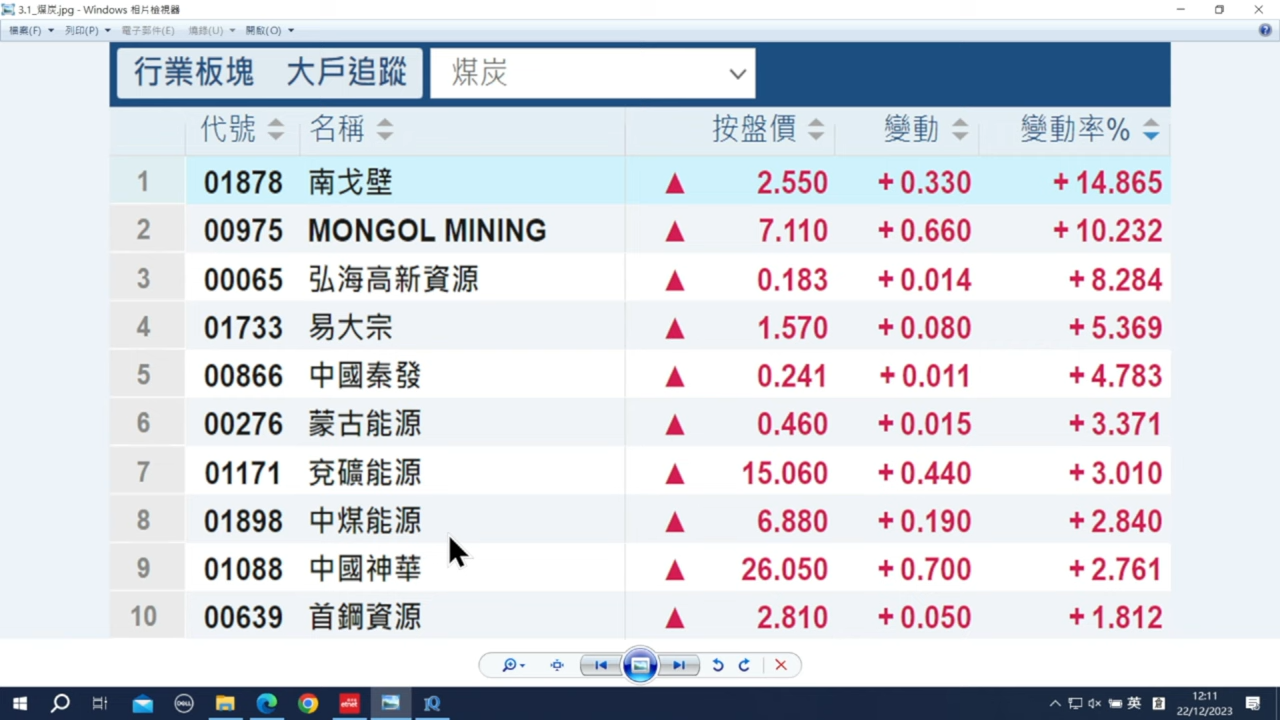 3.1_煤炭.jpg - Windows 相片檢視器
檔案(F) 列印(P) 電子郵件(E) 燒錄(U) 開啟(O)
行業板塊 大戶追蹤 煤炭
代號 名稱 按盤價 變動 變動率%
1 01878 南戈壁 ▲ 2.550 +0.330 +14.865
2 00975 MONGOL MINING ▲ 7.110 +0.660 +10.232
3 00065 弘海高新資源 ▲ 0.183 +0.014 +8.284
4 01733 易大宗 ▲ 1.570 +0.080 +5.369
5 00866 中國秦發 ▲ 0.241 +0.011 +4.783
6 00276 蒙古能源 ▲ 0.460 +0.015 +3.371
7 01171 兗礦能源 ▲ 15.060 +0.440 +3.010
8 01898 中煤能源 ▲ 6.880 +0.190 +2.840
9 01088 中國神華 ▲ 26.050 +0.700 +2.761
10 00639 首鋼資源 ▲ 2.810 +0.050 +1.812
DELL etnet IQ 英 12:11
22/12/2023